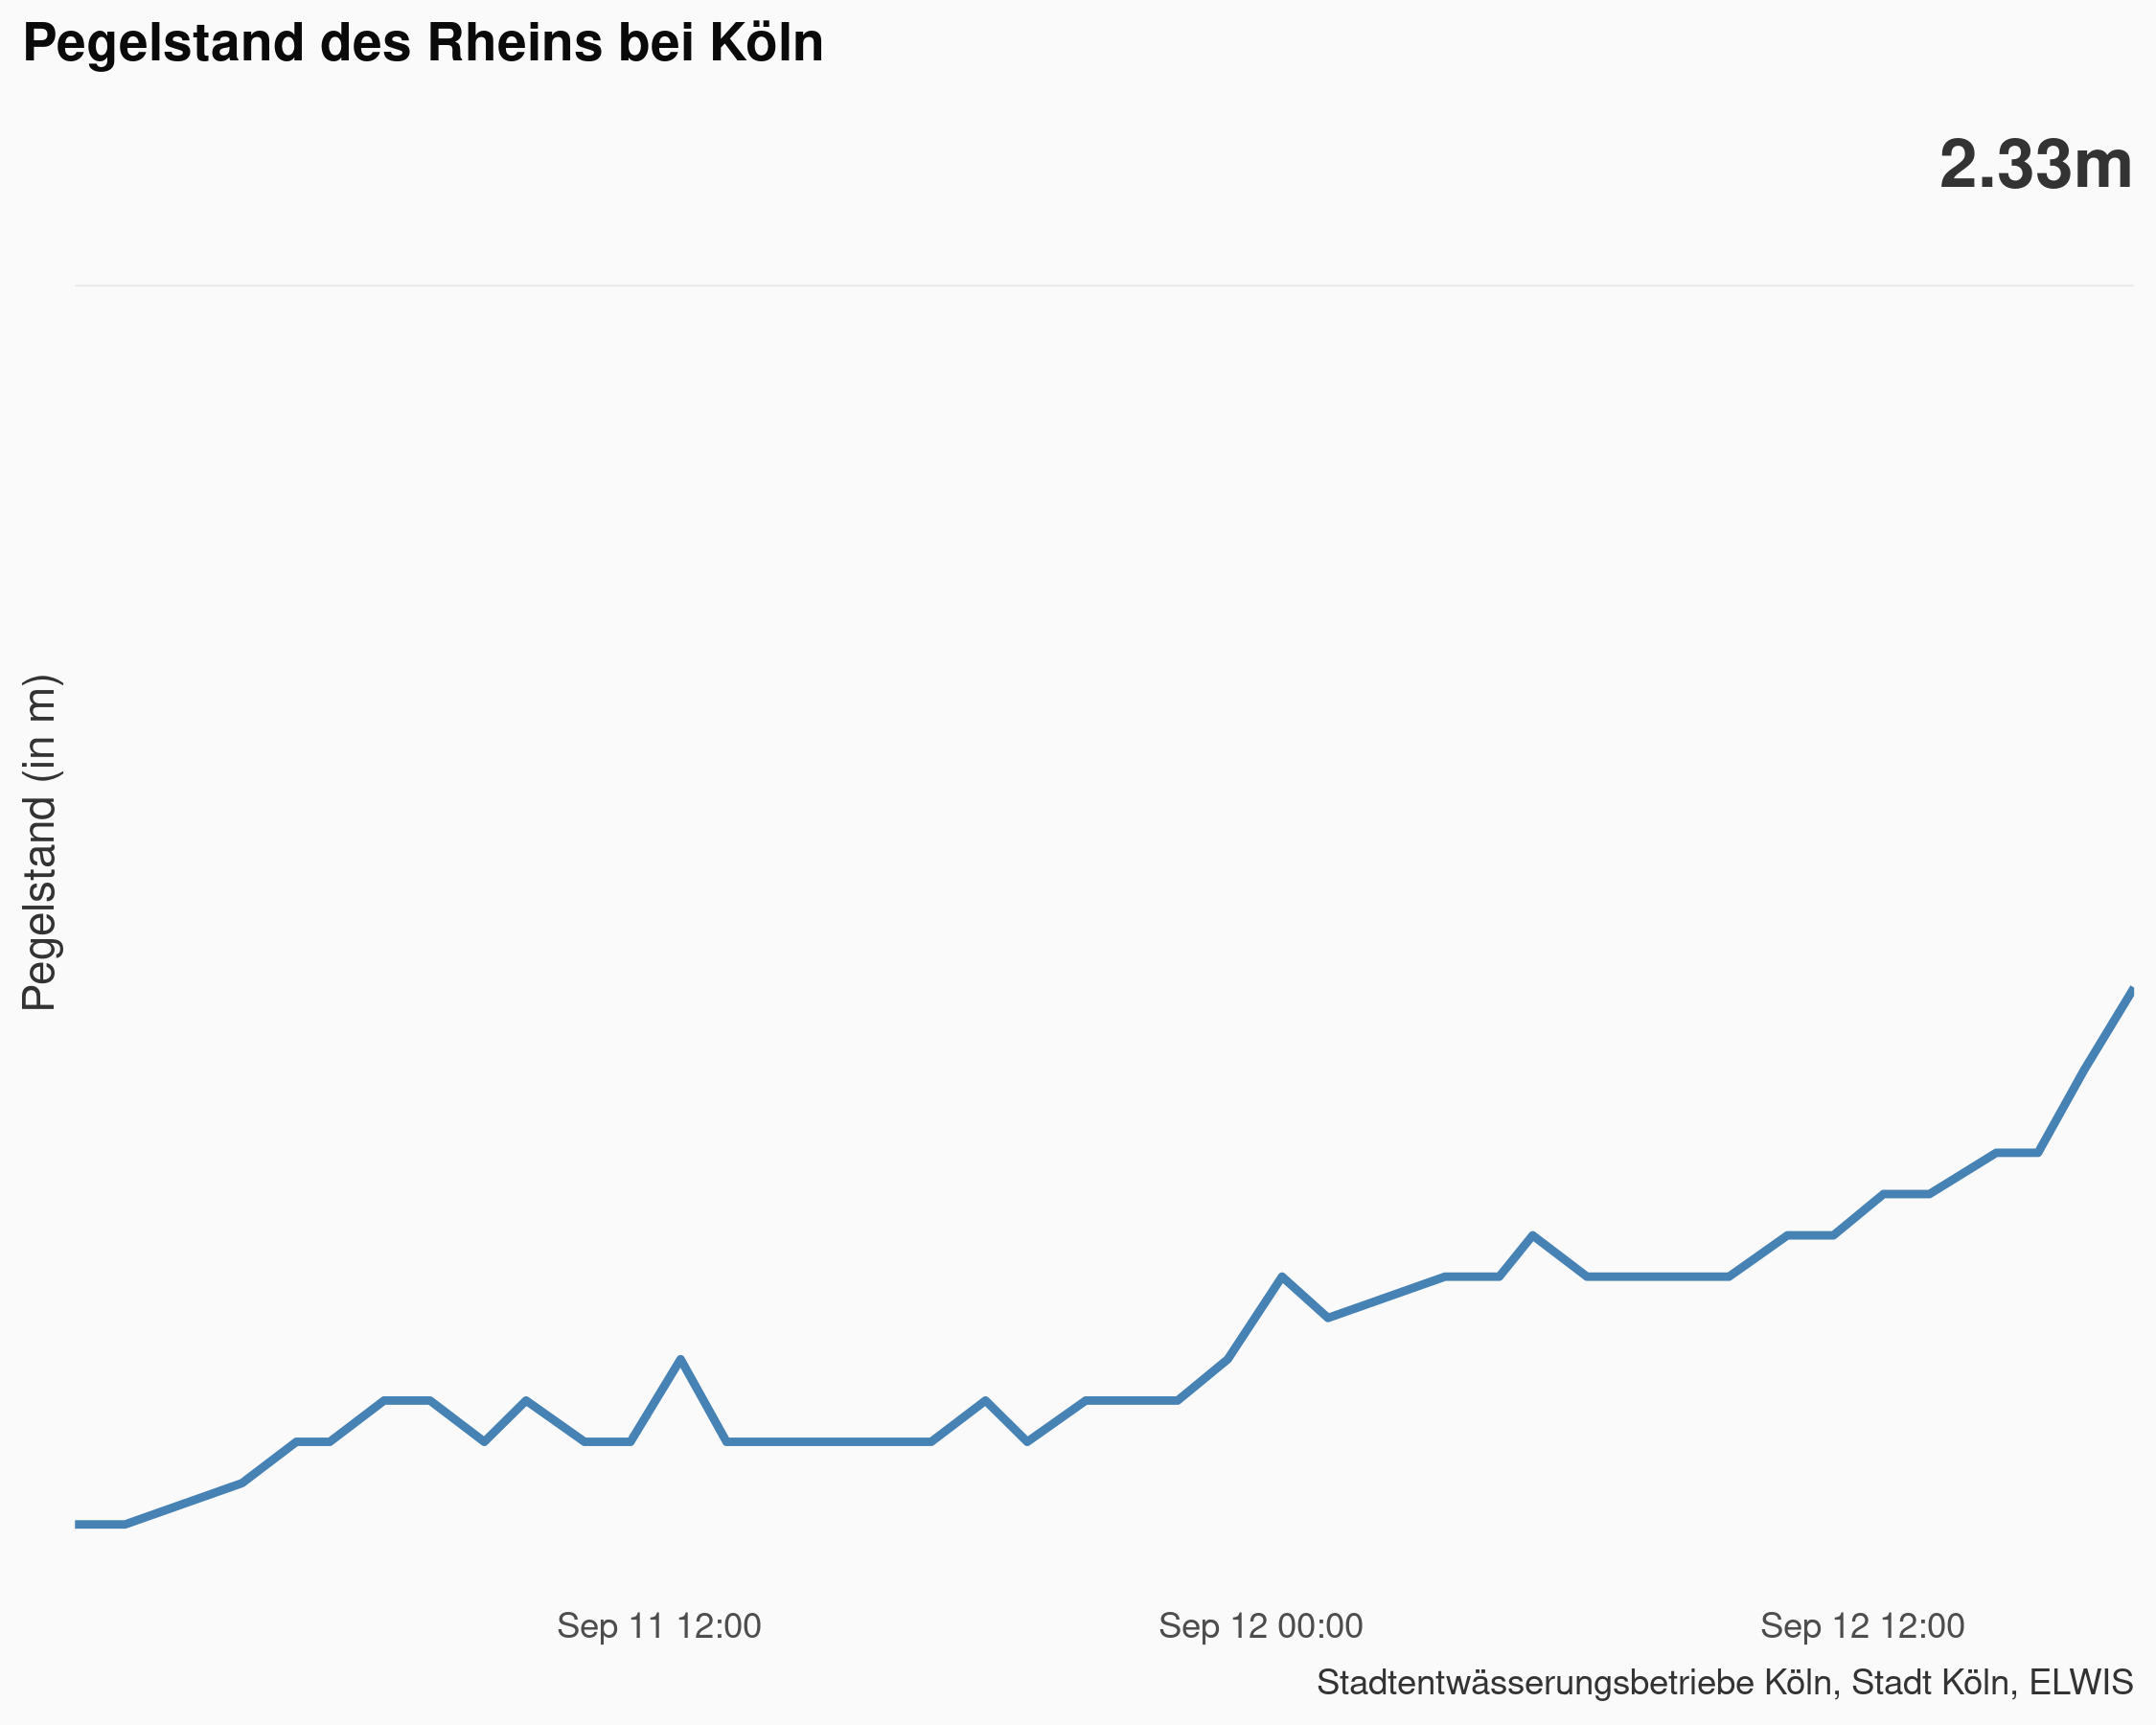 Pegelstand des Rheins bei Köln
2.33m
Pegelstand (in m)
Sep 11 12:00
Sep 12 00:00
Sep 12 12:00
Stadtentwässerungsbetriebe Köln, Stadt Köln, ELWIS